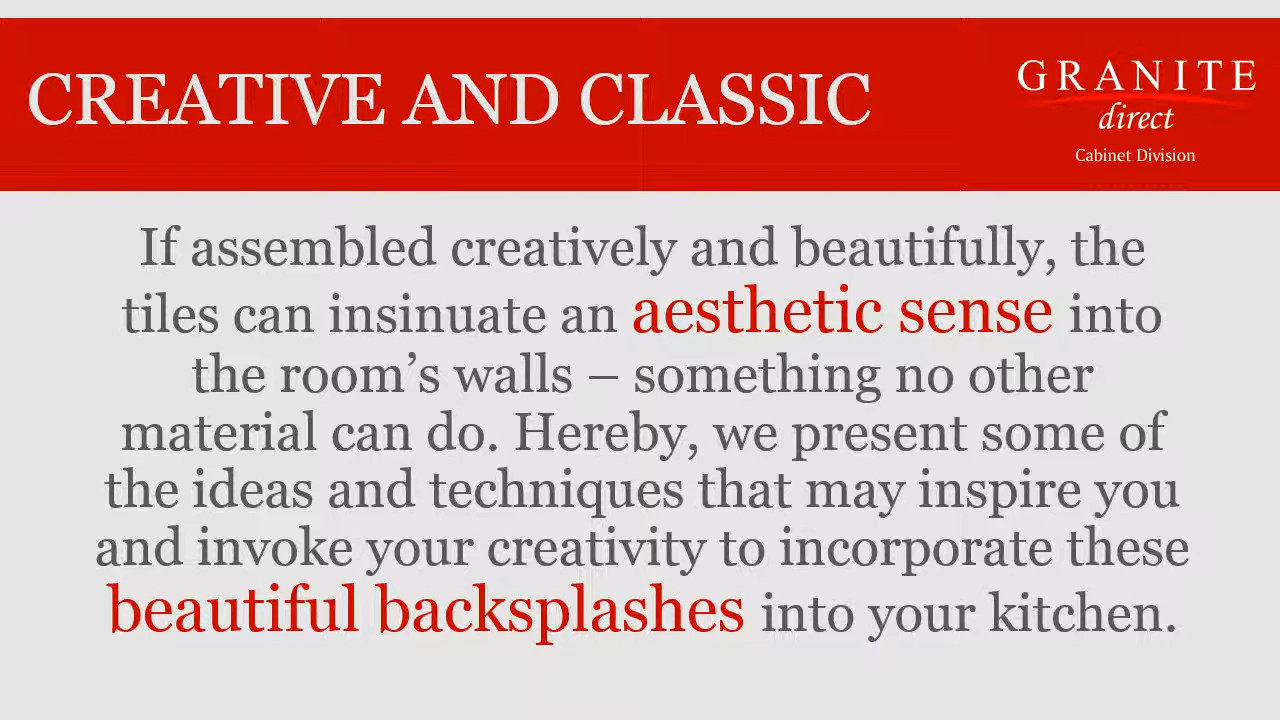 CREATIVE AND CLASSIC
GRANITE
direct
Cabinet Division
If assembled creatively and beautifully, the
tiles can insinuate an aesthetic sense into
the room’s walls – something no other
material can do. Hereby, we present some of
the ideas and techniques that may inspire you
and invoke your creativity to incorporate these
beautiful backsplashes into your kitchen.